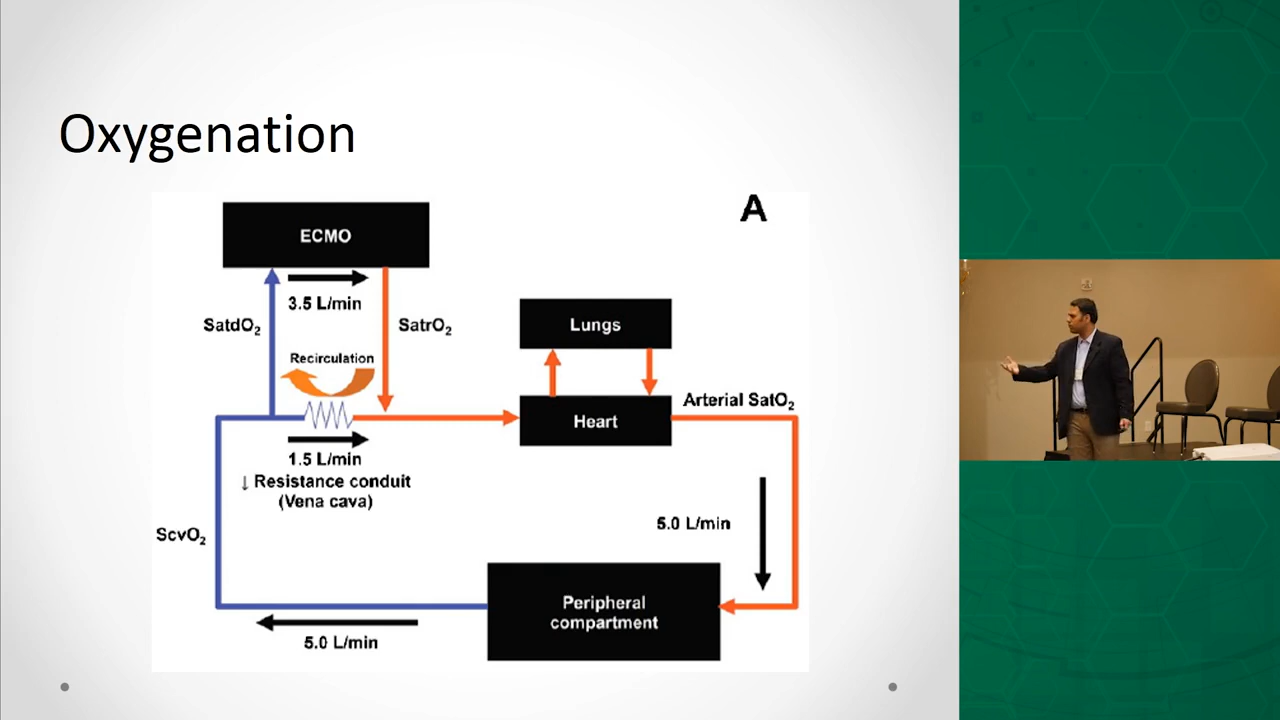 Oxygenation
A
ECMO
3.5 L/min
SatdO₂
SatrO₂
Recirculation
Lungs
Heart
Arterial SatO₂
1.5 L/min
↓ Resistance conduit
(Vena cava)
5.0 L/min
ScvO₂
Peripheral
compartment
5.0 L/min